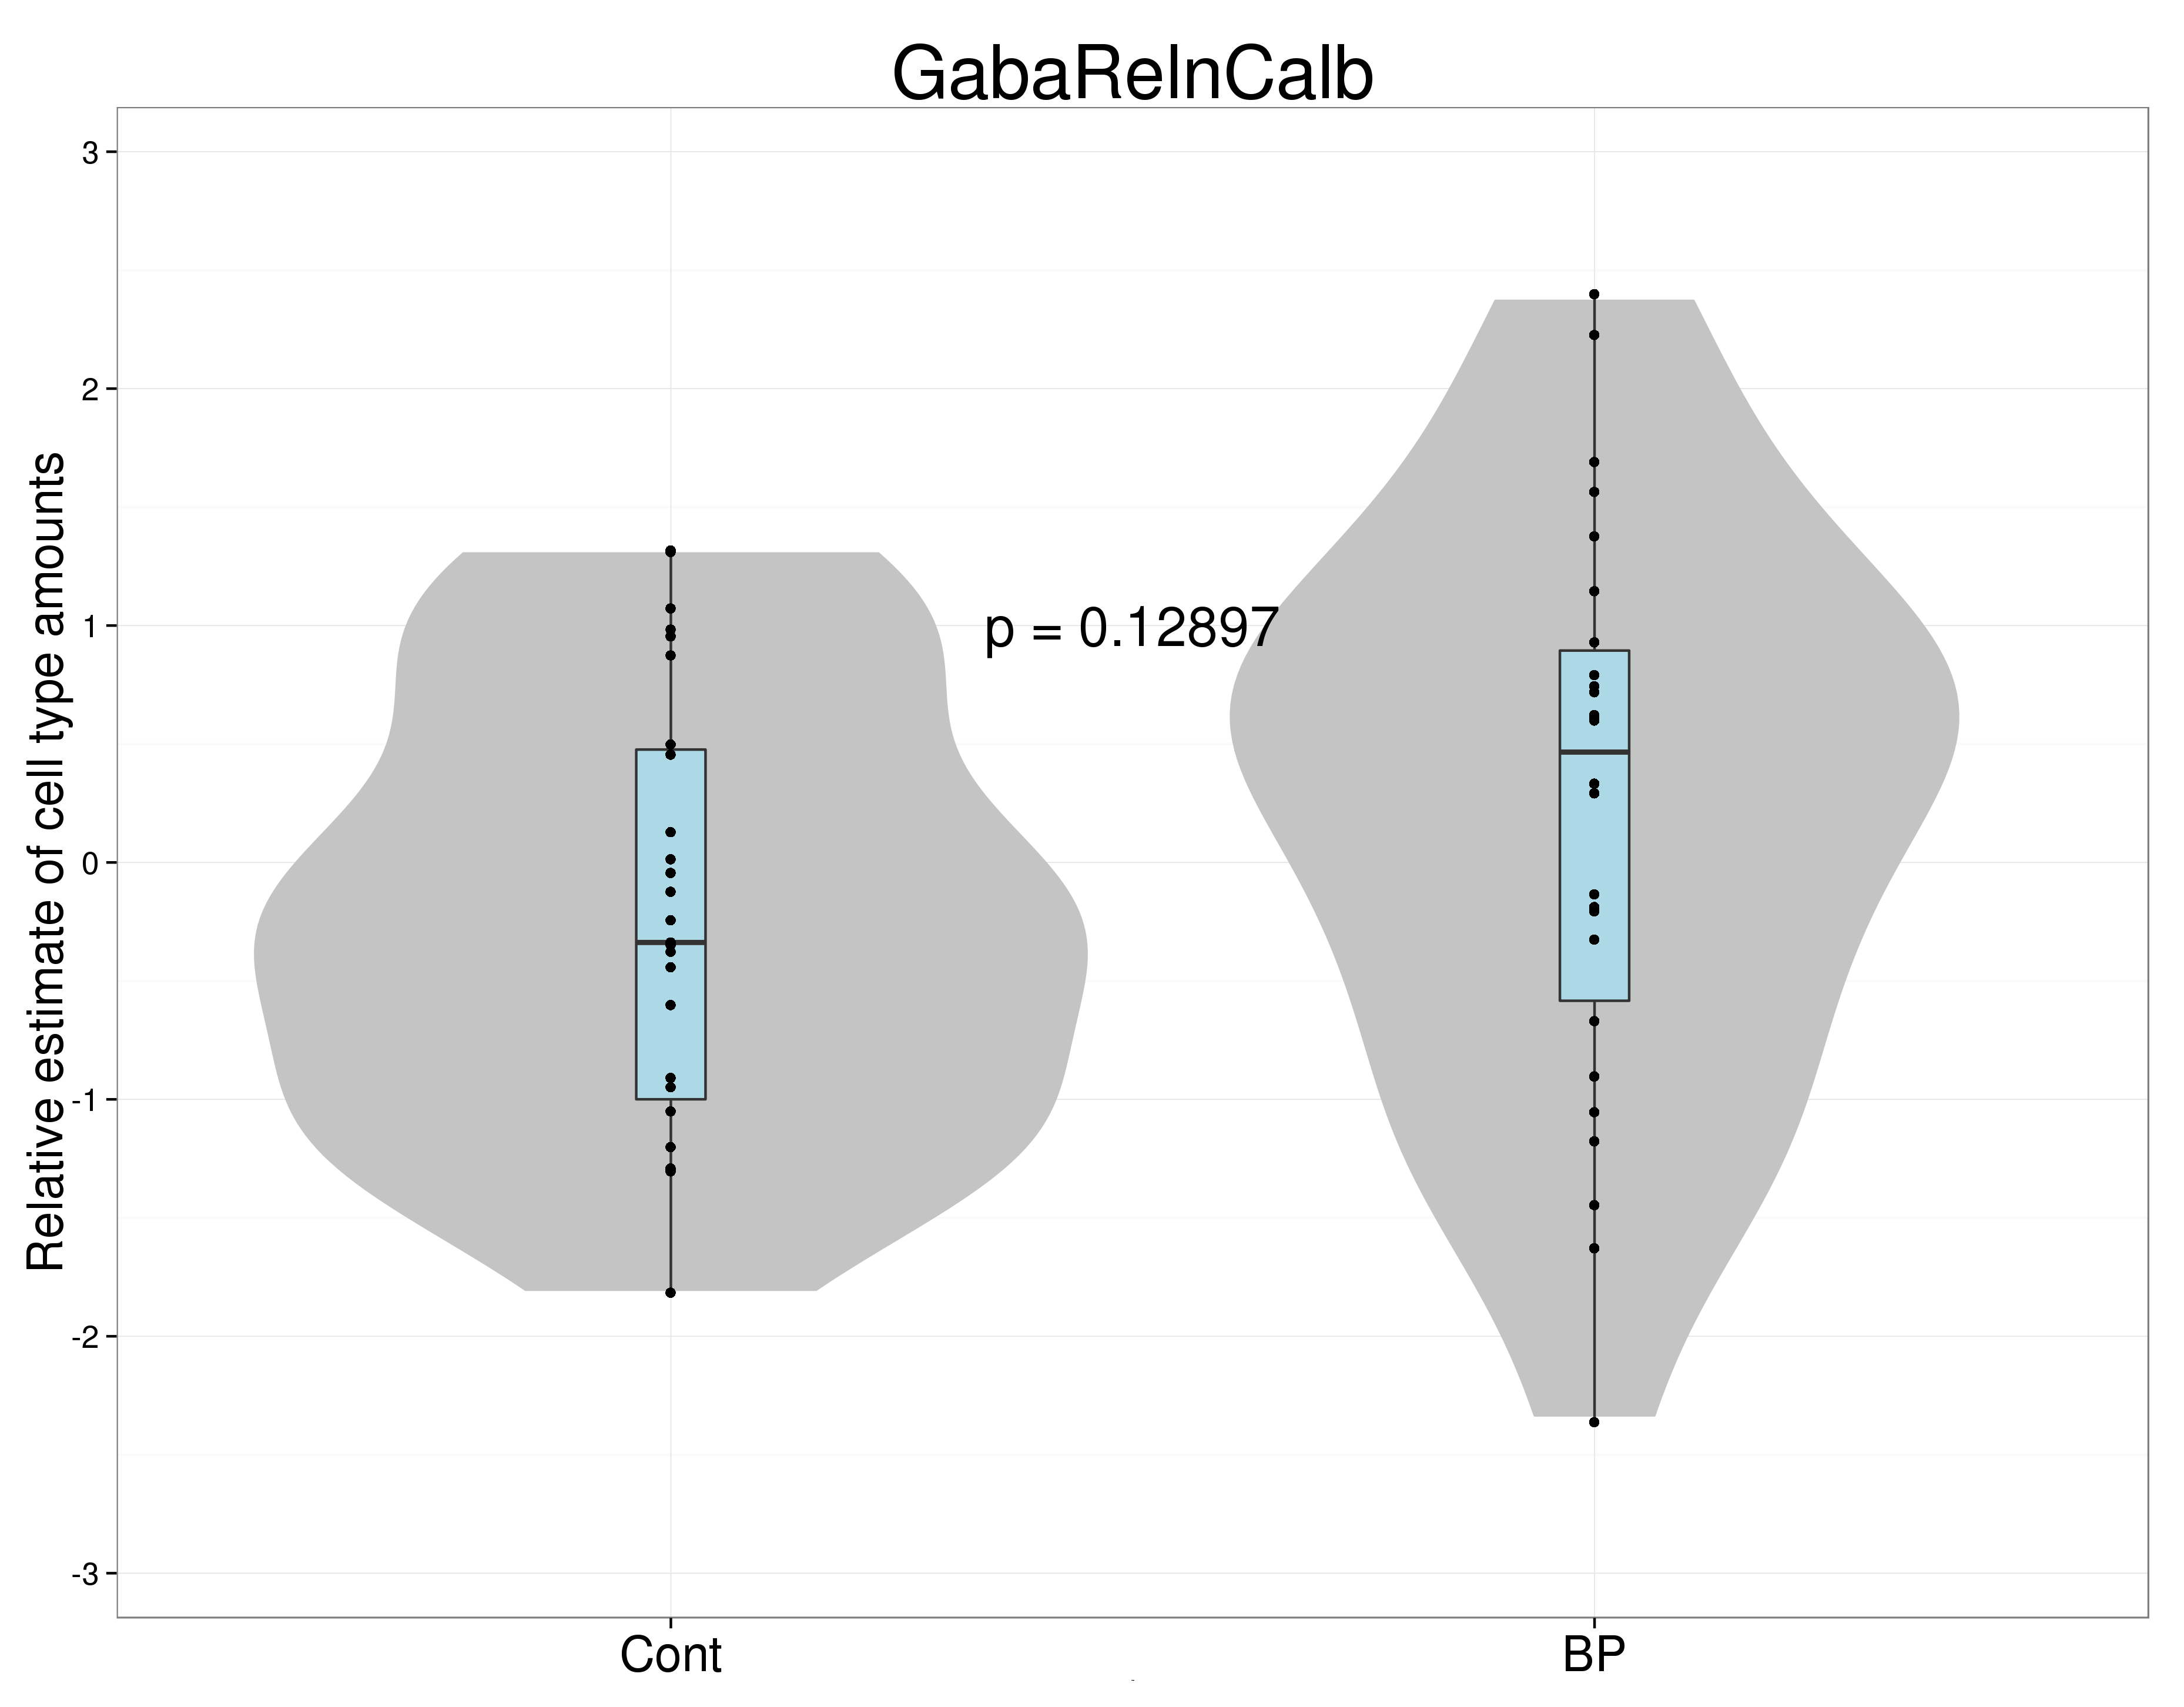 GabaRelnCalb
Relative estimate of cell type amounts
3
2
1
0
-1
-2
-3
p = 0.12897
Cont
BP